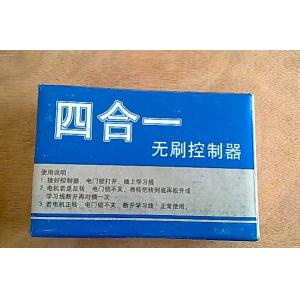 四合一
无刷控制器
使用说明：
1. 接好控制器，电门锁打开，插上学习线
2. 电机若是反转，电门锁不关，将转把转到底再松开或
学习线断开再对插一次
3. 若电机正转，电门锁不关，断开学习线，正常使用。